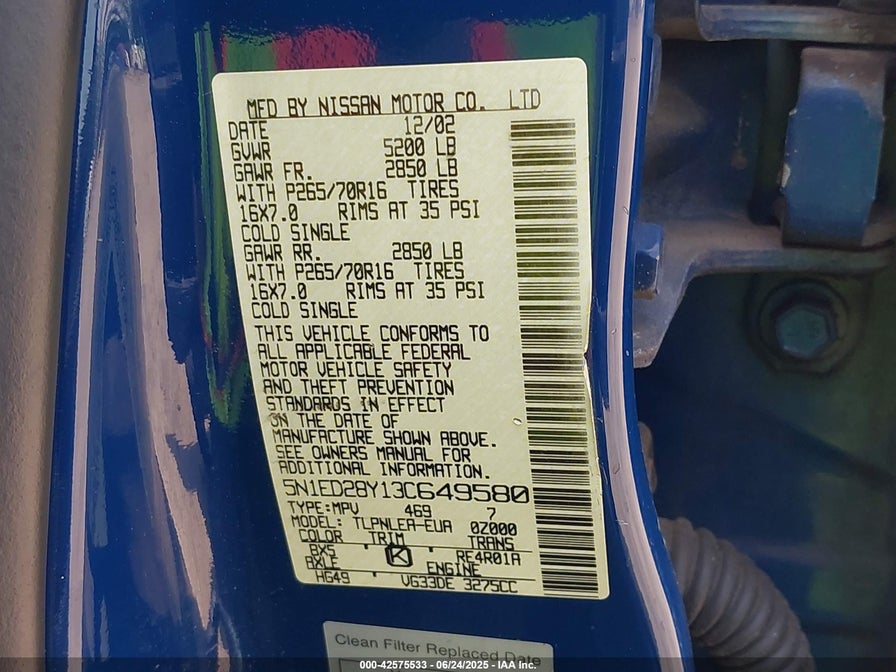 MFD BY NISSAN MOTOR CO. LTD
DATE 12/02
GVWR 5200 LB
GAWR FR. 2850 LB
WITH P265/70R16 TIRES
16X7.0 RIMS AT 35 PSI
COLD SINGLE
GAWR RR. 2850 LB
WITH P265/70R16 TIRES
16X7.0 RIMS AT 35 PSI
COLD SINGLE
THIS VEHICLE CONFORMS TO
ALL APPLICABLE FEDERAL
MOTOR VEHICLE SAFETY
AND THEFT PREVENTION
STANDARDS IN EFFECT
ON THE DATE OF
MANUFACTURE SHOWN ABOVE.
SEE OWNERS MANUAL FOR
ADDITIONAL INFORMATION.
5N1ED28Y13C649580
TYPE:MPV 469 7
MODEL: TLPNLEA-EUA 0Z000
COLOR TRIM TRANS
BX5 K RE4R01A
AXLE ENGINE
HG49 VG33DE 3275CC
Clean Filter Replaced Date
000-42575533 - 06/24/2025 - IAA Inc.